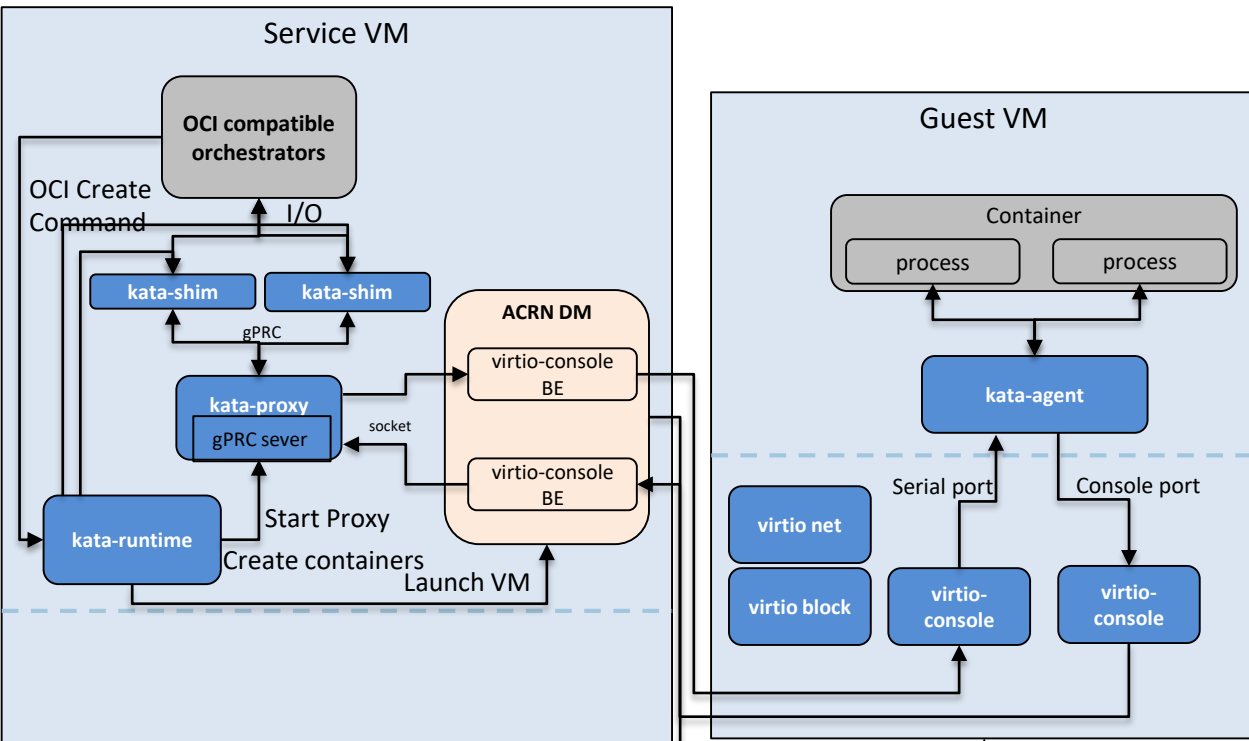 Service VM
OCI compatible
orchestrators
OCI Create
Command
I/O
kata-shim
kata-shim
gPRC
ACRN DM
virtio-console
BE
kata-proxy
gPRC sever
socket
virtio-console
BE
kata-runtime
Start Proxy
Create containers
Launch VM
Guest VM
Container
process
process
kata-agent
Serial port
Console port
virtio net
virtio block
virtio-
console
virtio-
console